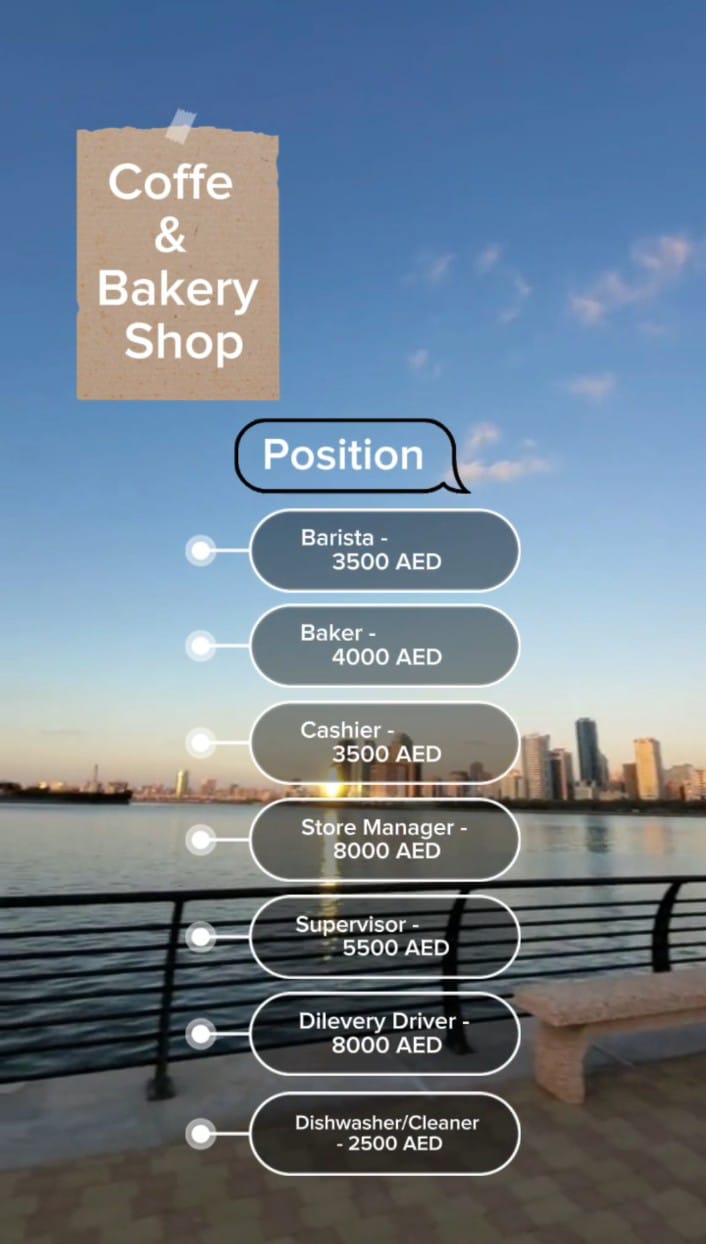 Coffe
&
Bakery
Shop
Position
Barista -
3500 AED
Baker -
4000 AED
Cashier -
3500 AED
Store Manager -
8000 AED
Supervisor -
5500 AED
Dilevery Driver -
8000 AED
Dishwasher/Cleaner
- 2500 AED